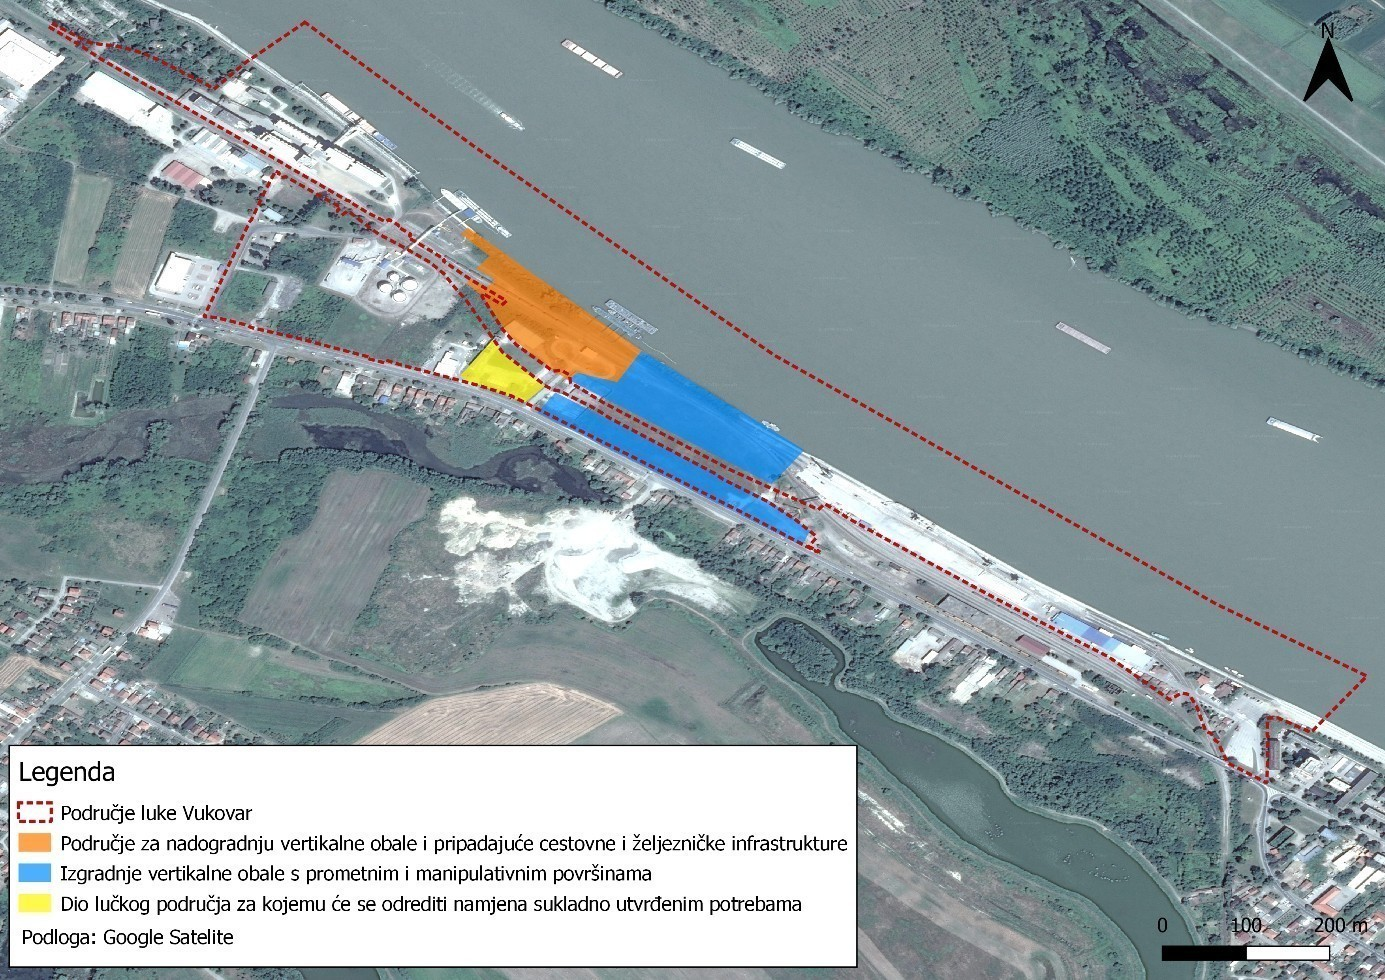 N
Legenda
Područje luke Vukovar
Područje za nadogradnju vertikalne obale i pripadajuće cestovne i željezničke infrastrukture
Izgradnje vertikalne obale s prometnim i manipulativnim površinama
Dio lučkog područja za kojemu će se odrediti namjena sukladno utvrđenim potrebama
Podloga: Google Satelite
0 100 200 m